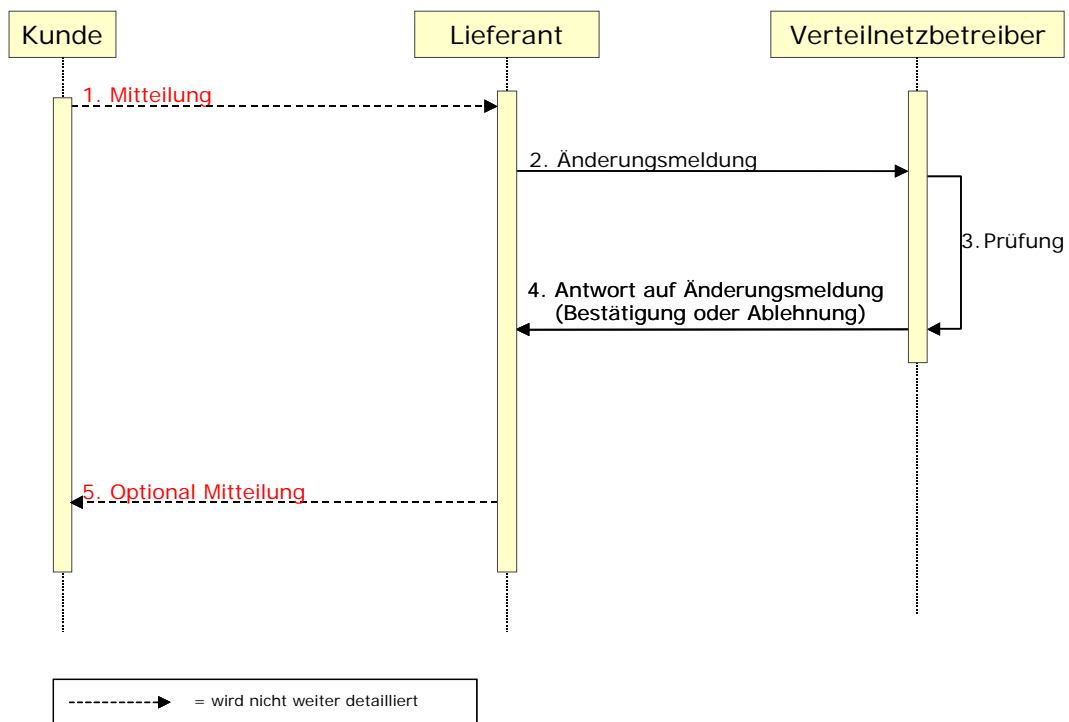 Kunde
Lieferant
Verteilnetzbetreiber
1. Mitteilung
2. Änderungsmeldung
3. Prüfung
4. Antwort auf Änderungsmeldung
(Bestätigung oder Ablehnung)
5. Optional Mitteilung
= wird nicht weiter detailliert